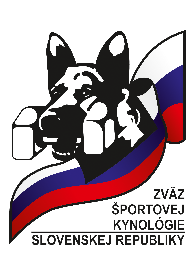 ZVÄZ
ŠPORTOVEJ
KYNOLÓGIE
SLOVENSKEJ REPUBLIKY